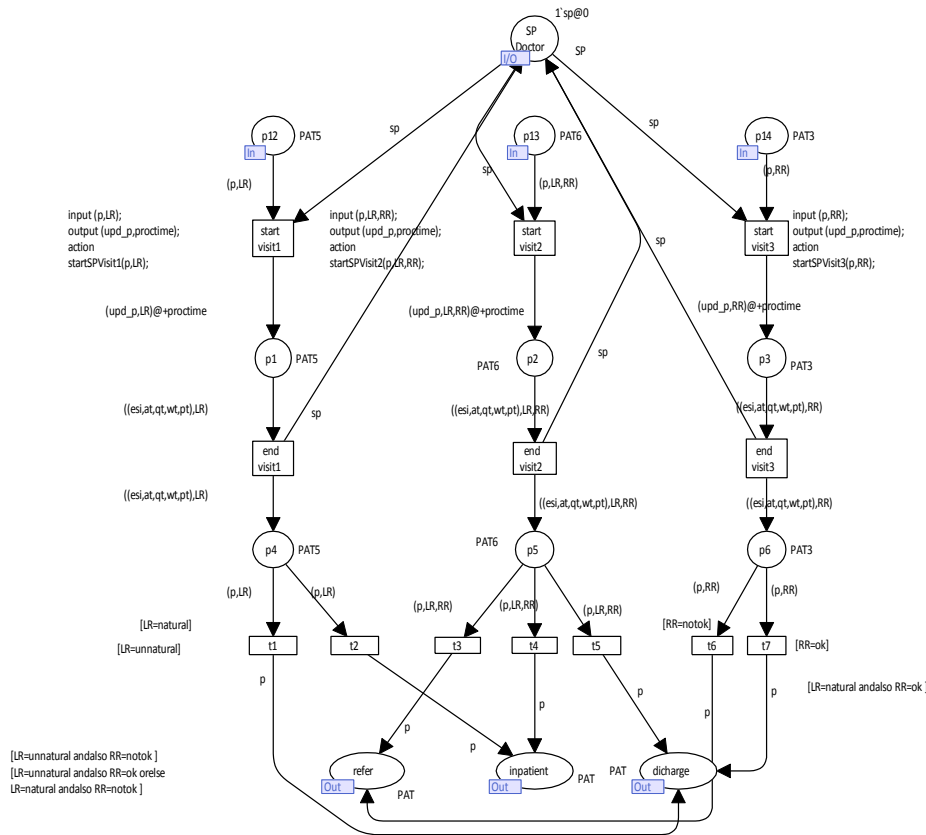 1`sp@0
SP
Doctor
SP
I/O
sp
sp
p12
PAT5
p13
PAT6
p14
PAT3
In
In
In
sp
(p,LR)
(p,LR,RR)
(p,RR)
input (p,LR);
output (upd_p,proctime);
action
startSPVisit1(p,LR);
start
visit1
input (p,LR,RR);
output (upd_p,proctime);
action
startSPVisit2(p,LR,RR);
start
visit2
start
visit3
input (p,RR);
output (upd_p,proctime);
action
startSPVisit3(p,RR);
sp
(upd_p,LR)@+proctime
(upd_p,LR,RR)@+proctime
(upd_p,RR)@+proctime
p1
PAT5
PAT6
p2
sp
p3
PAT3
((esi,at,qt,wt,pt),LR)
sp
((esi,at,qt,wt,pt),LR,RR)
((esi,at,qt,wt,pt),RR)
end
visit1
end
visit2
end
visit3
((esi,at,qt,wt,pt),LR)
((esi,at,qt,wt,pt),LR,RR)
((esi,at,qt,wt,pt),RR)
p4
PAT5
PAT6
p5
p6
PAT3
(p,LR)
(p,LR)
(p,LR,RR)
(p,LR,RR)
(p,LR,RR)
(p,RR)
(p,RR)
[LR=natural]
[RR=notok]
[LR=unnatural]
t1
t2
t3
t4
t5
t6
t7
[RR=ok]
p
p
p
p
p
p
p
[LR=natural andalso RR=ok ]
[LR=unnatural andalso RR=notok ]
[LR=unnatural andalso RR=ok orelse
LR=natural andalso RR=notok ]
refer
Out
PAT
inpatient
Out
PAT
PAT
dicharge
Out